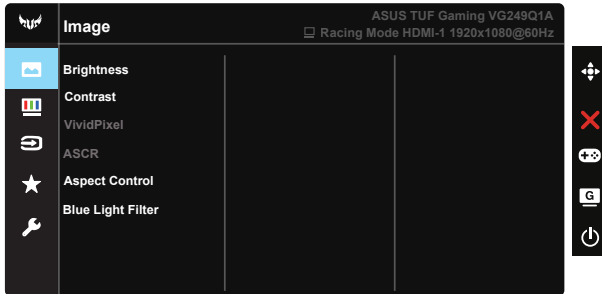 Image
ASUS TUF Gaming VG249Q1A
Racing Mode HDMI-1 1920x1080@60Hz
Brightness
Contrast
VividPixel
ASCR
Aspect Control
Blue Light Filter
G